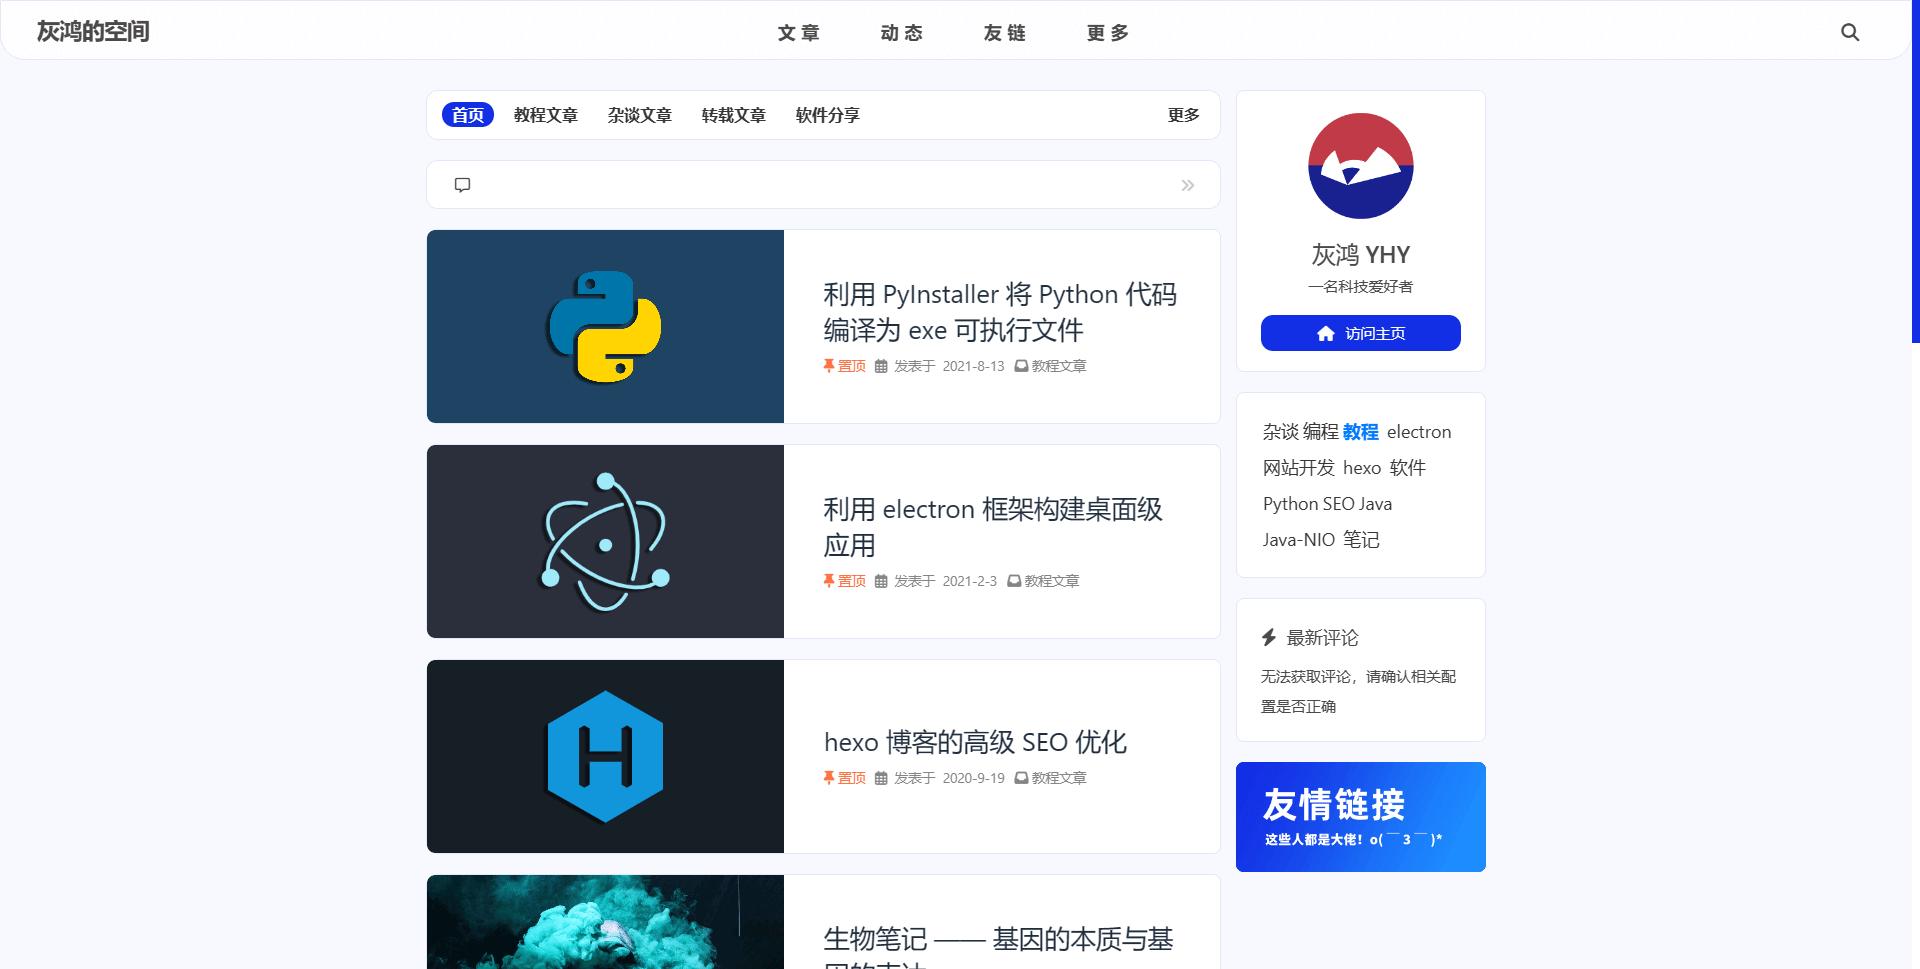 灰鸿的空间
文章 动态 友链 更多
首页 教程文章 杂谈文章 转载文章 软件分享 更多
利用 PyInstaller 将 Python 代码
编译为 exe 可执行文件
置顶 发表于 2021-8-13 教程文章
利用 electron 框架构建桌面级
应用
置顶 发表于 2021-2-3 教程文章
hexo 博客的高级 SEO 优化
置顶 发表于 2020-9-19 教程文章
生物笔记 —— 基因的本质与基
因的表达
灰鸿 YHY
一名科技爱好者
访问主页
杂谈 编程 教程 electron
网站开发 hexo 软件
Python SEO Java
Java-NIO 笔记
最新评论
无法获取评论，请确认相关配
置是否正确
友情链接
这些人都是大佬！o(￣3￣)*